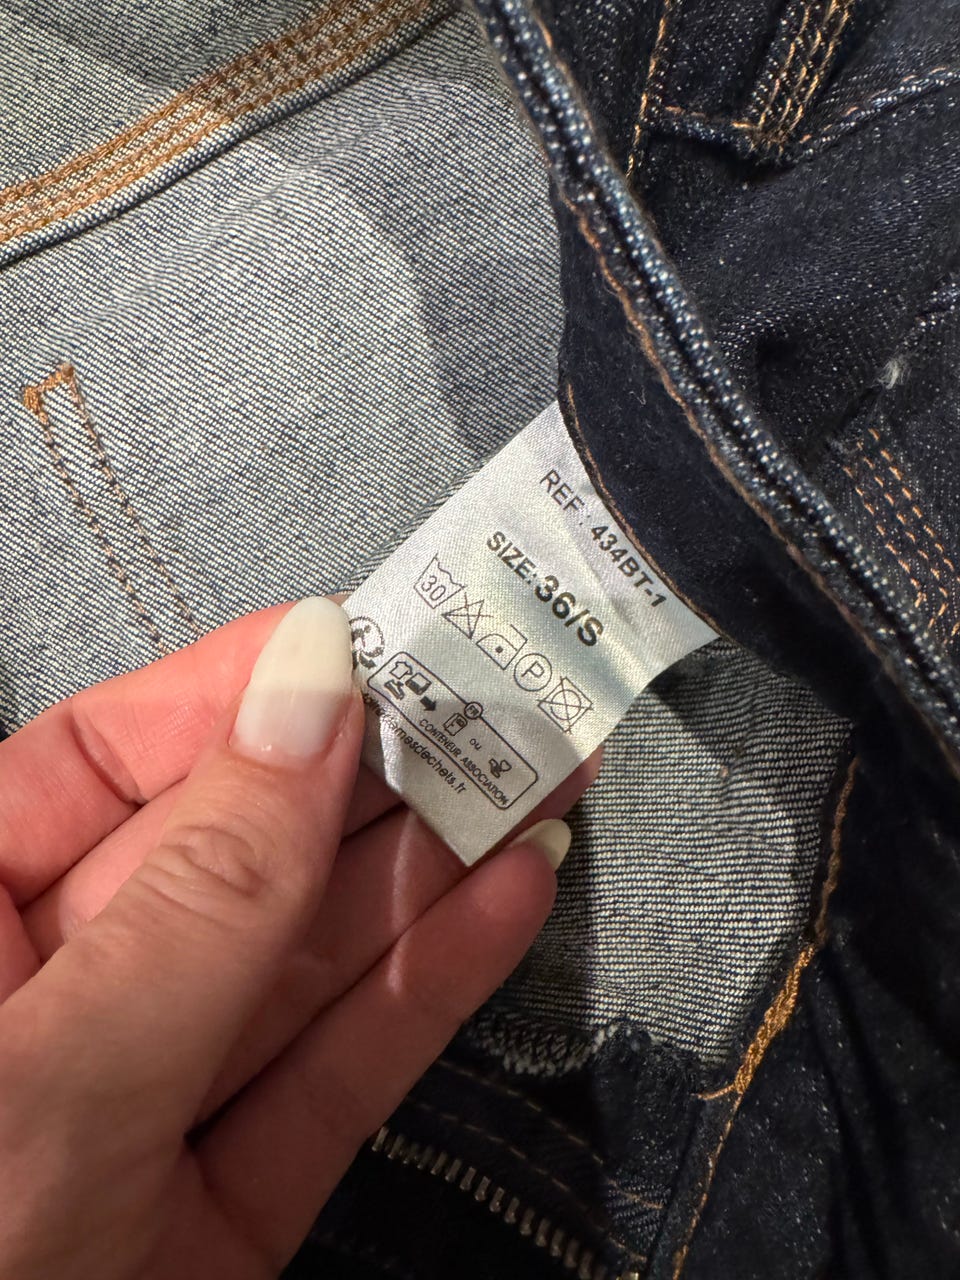 REF: 434BT-1
SIZE: 36/S
30
P
OU
CONTENEUR ASSOCIATION